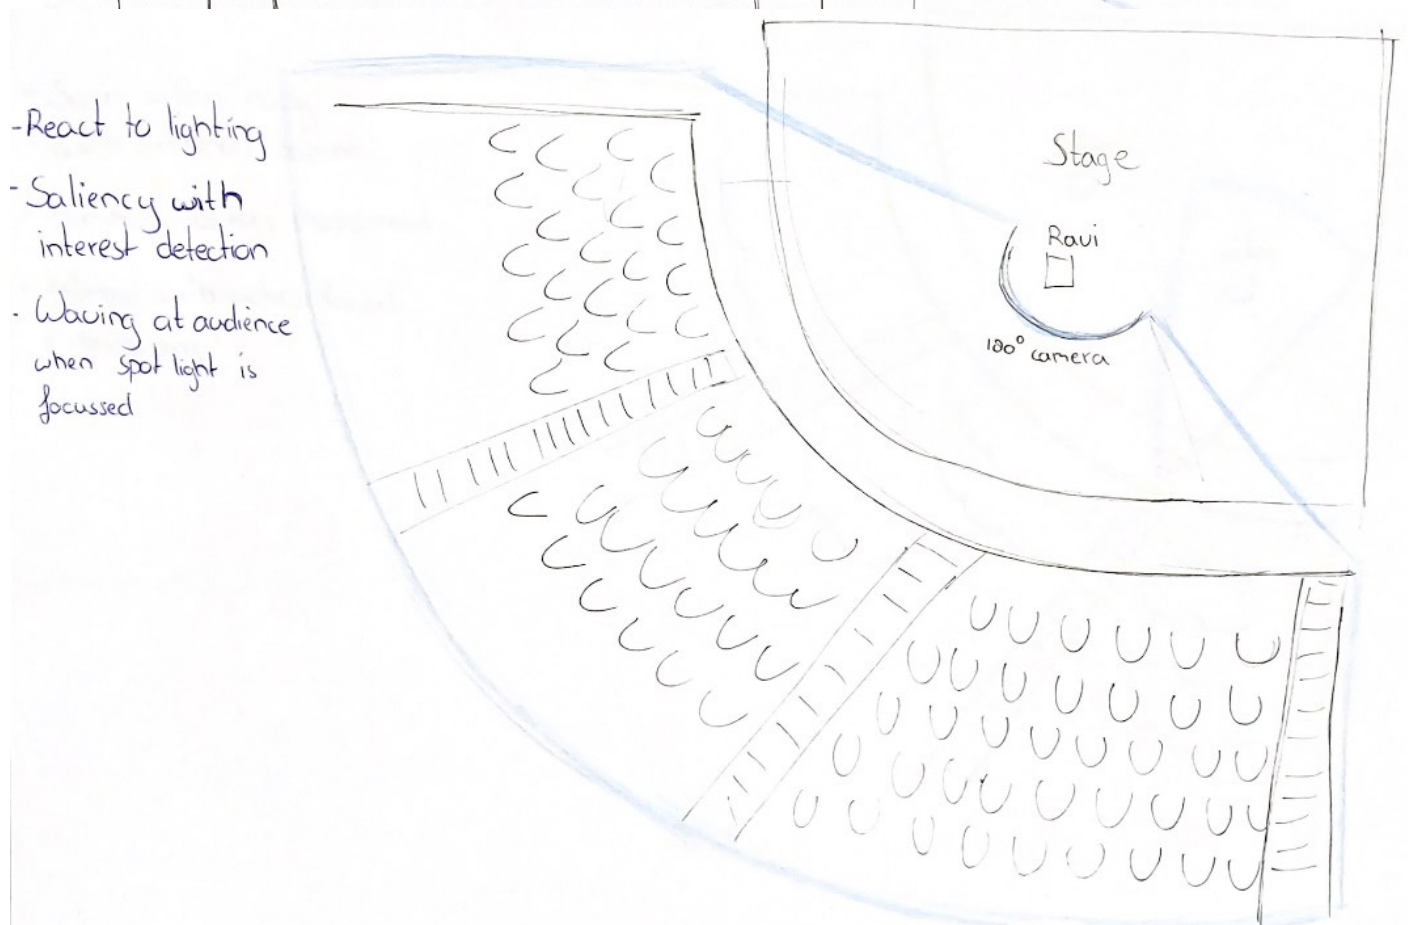 -React to lighting
- Saliency with
interest detection
- Waving at audience
when spot light is
focussed
Stage
Ravi
180° camera